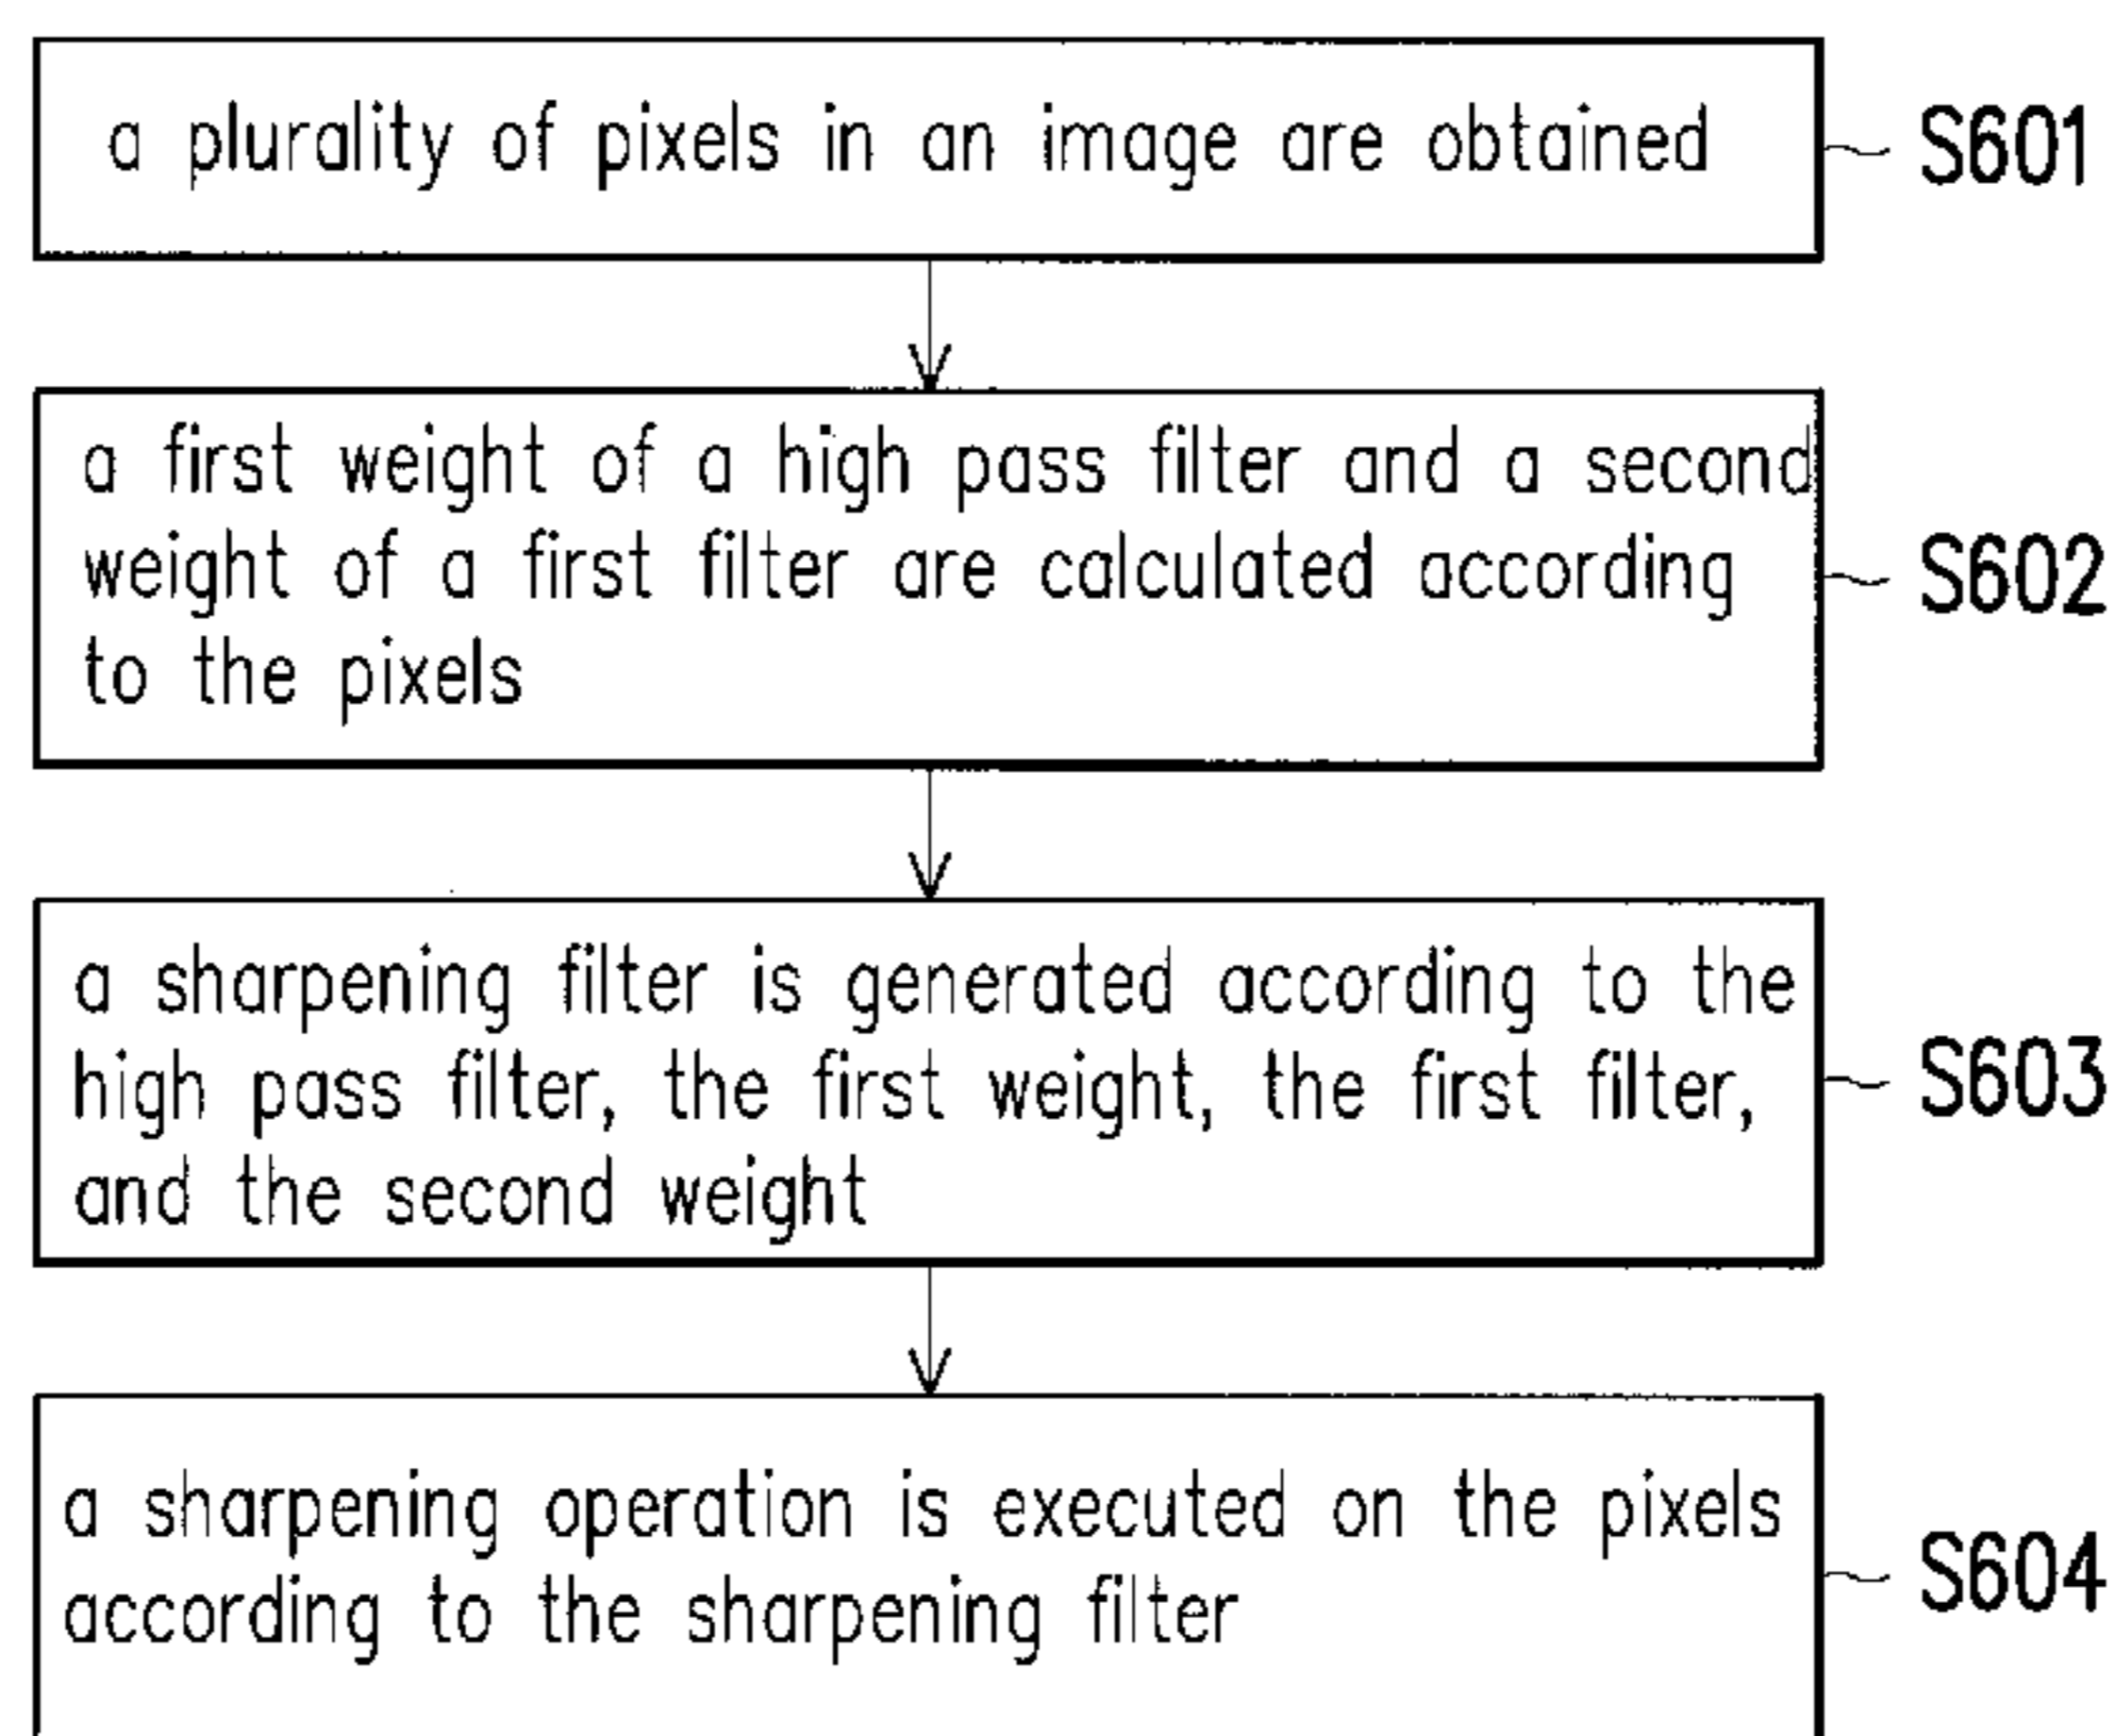 a plurality of pixels in an image are obtained
S601
a first weight of a high pass filter and a second
weight of a first filter are calculated according
to the pixels
S602
a sharpening filter is generated according to the
high pass filter, the first weight, the first filter,
and the second weight
S603
a sharpening operation is executed on the pixels
according to the sharpening filter
S604